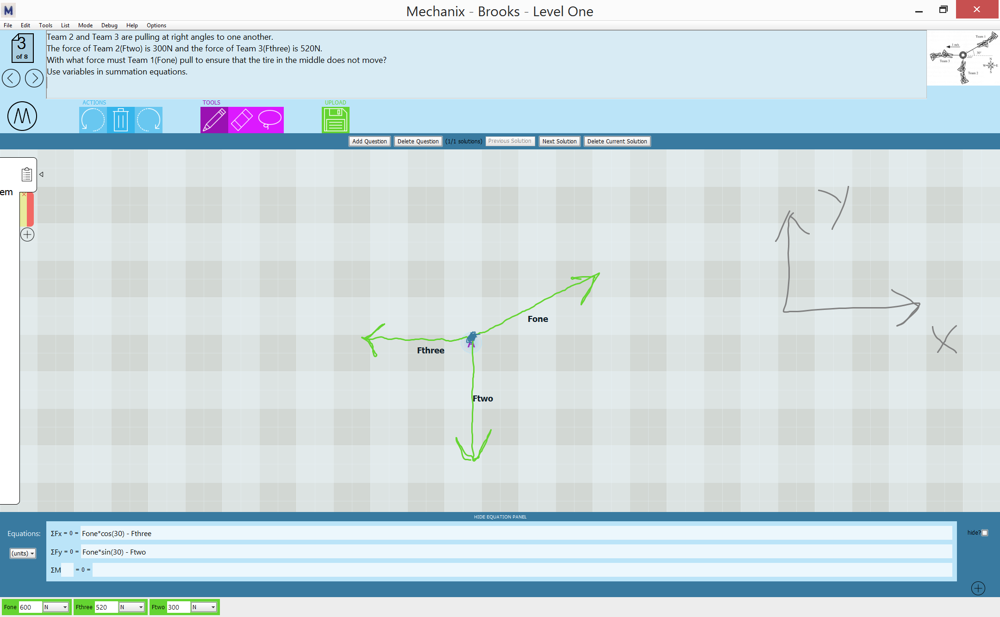 Mechanix - Brooks - Level One
File Edit Tools List Mode Debug Help Options
3
of 8
Team 2 and Team 3 are pulling at right angles to one another.
The force of Team 2(Ftwo) is 300N and the force of Team 3(Fthree) is 520N.
With what force must Team 1(Fone) pull to ensure that the tire in the middle does not move?
Use variables in summation equations.
Team 1
1 m/s
30°
Team 3
N
W E
S
Team 2
ACTIONS TOOLS UPLOAD
Add Question Delete Question (1/1 solutions) Previous Solution Next Solution Delete Current Solution
em
y
Fone
A
Fthree
x
Ftwo
HIDE EQUATION PANEL
Equations: ΣFx = 0 = Fone*cos(30) - Fthree hide?
(units) ΣFy = 0 = Fone*sin(30) - Ftwo
ΣM = 0 =
Fone 600 N Fthree 520 N Ftwo 300 N